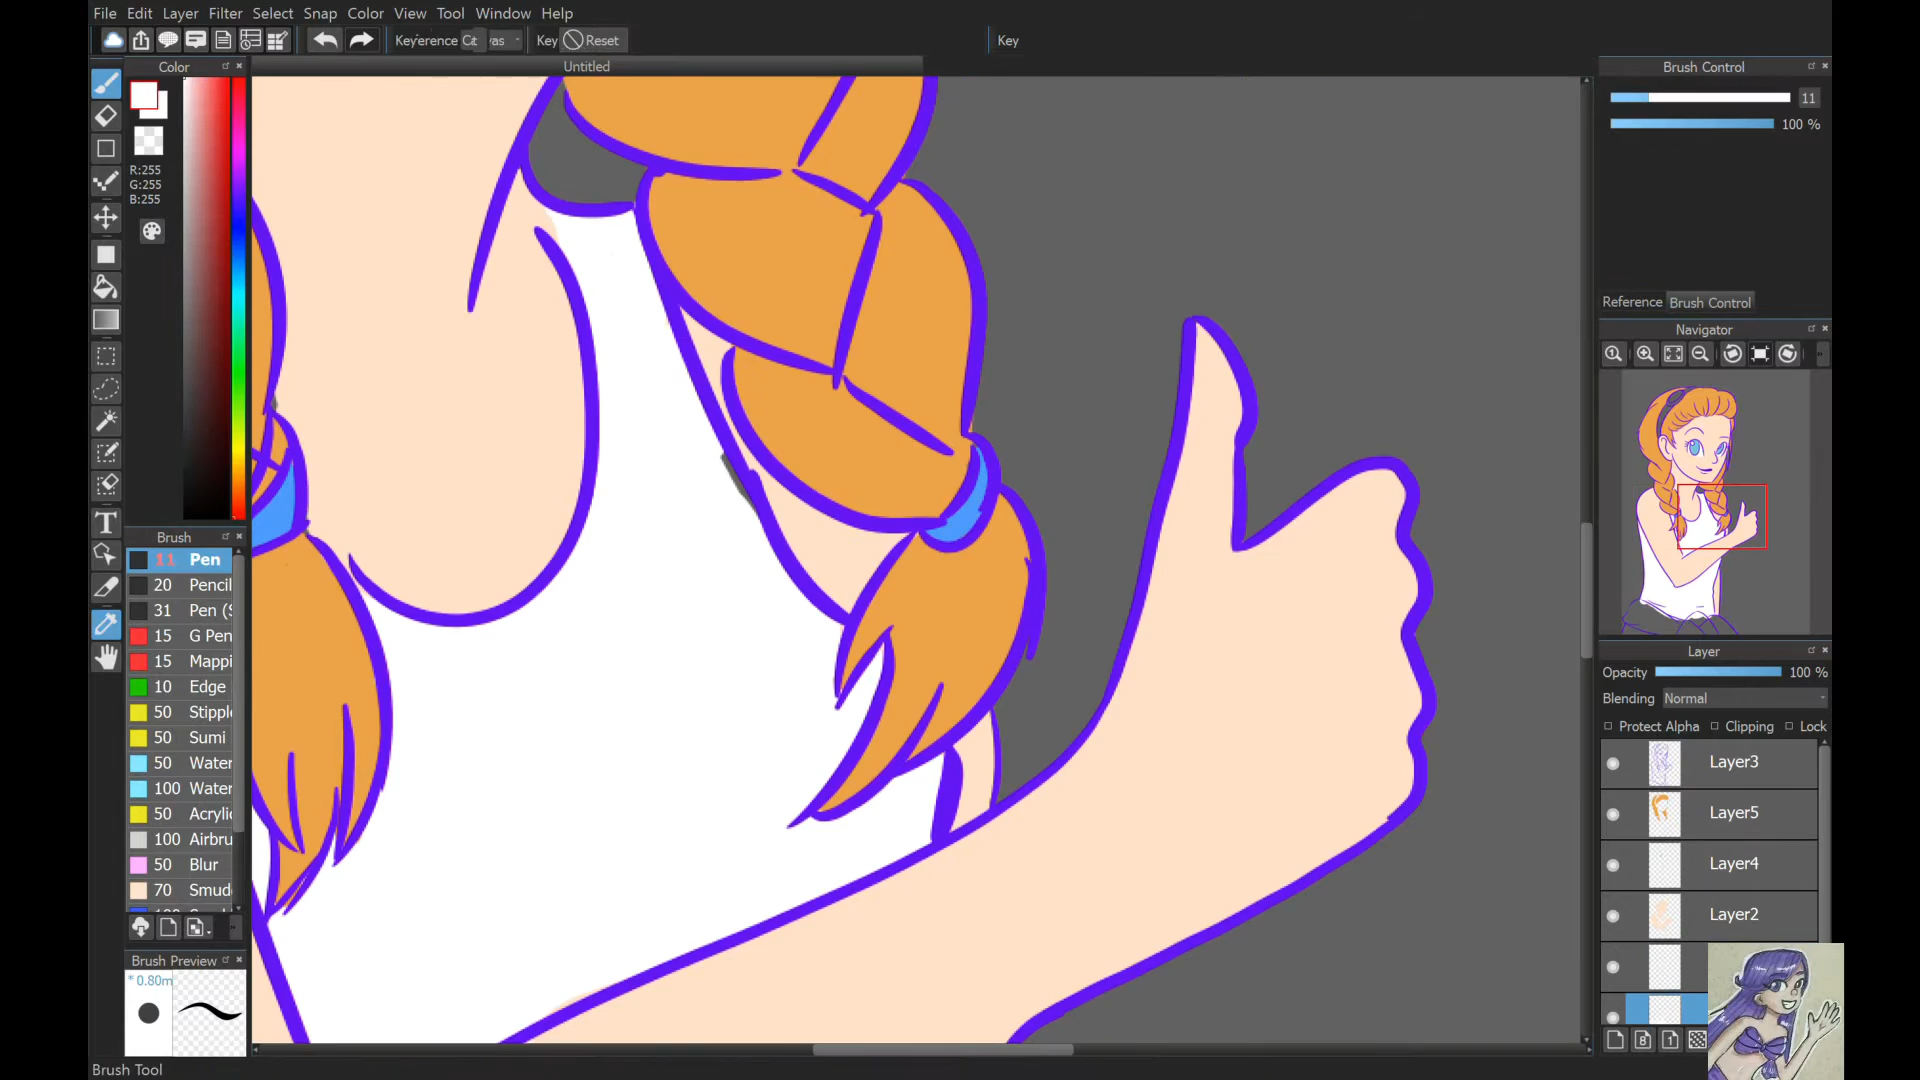 File Edit Layer Filter Select Snap Color View Tool Window Help
Key Reset
Key
Color
Untitled
Brush Control
11
100 %
R:255
G:255
B:255
Reference Brush Control
Navigator
Brush
11 Pen
20 Pencil
31 Pen (S
15 G Pen
15 Mappi
10 Edge
50 Stippl
50 Sumi
50 Water
100 Water
50 Acrylic
100 Airbru
50 Blur
70 Smud
Layer
Opacity 100 %
Blending Normal
Protect Alpha Clipping Lock
Layer3
Layer5
Layer4
Layer2
Brush Preview
* 0.80m
Brush Tool